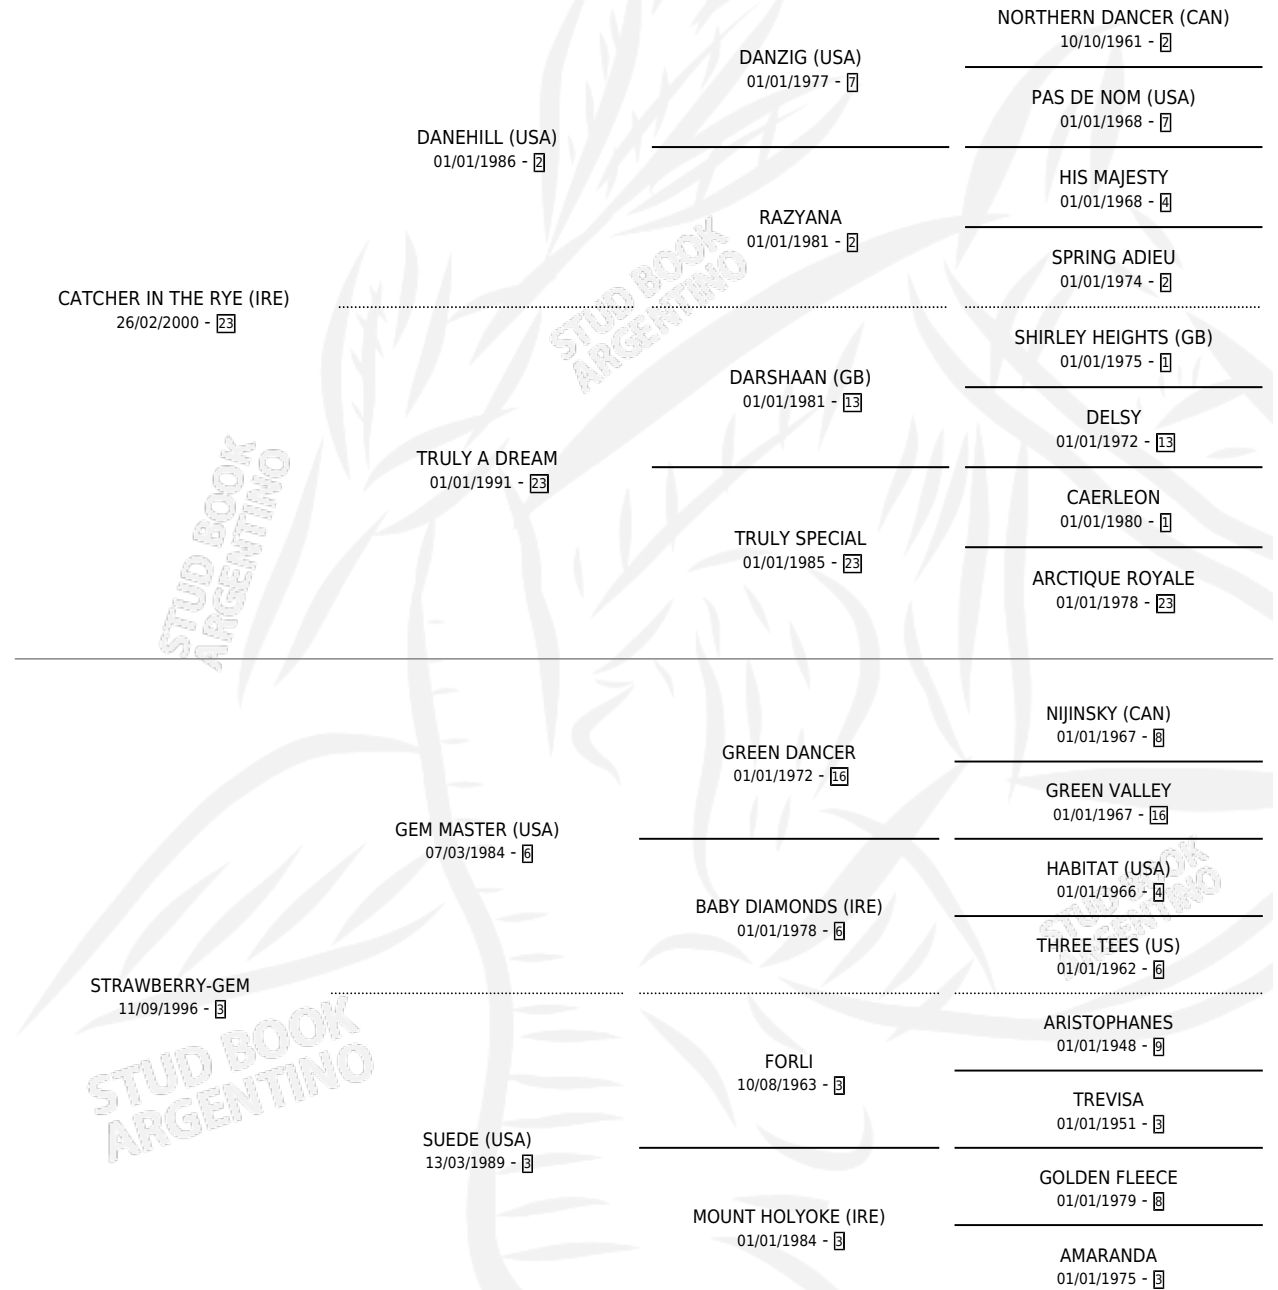 NORTHERN DANCER (CAN)
10/10/1961 - 2
DANZIG (USA)
01/01/1977 - 7
PAS DE NOM (USA)
01/01/1968 - 7
DANEHILL (USA)
01/01/1986 - 2
HIS MAJESTY
01/01/1968 - 4
RAZYANA
01/01/1981 - 2
SPRING ADIEU
01/01/1974 - 2
CATCHER IN THE RYE (IRE)
26/02/2000 - 23
STUD BOOK
ARGENTINO
SHIRLEY HEIGHTS (GB)
01/01/1975 - 1
DARSHAAN (GB)
01/01/1981 - 13
DELSY
01/01/1972 - 13
TRULY A DREAM
01/01/1991 - 23
CAERLEON
01/01/1980 - 1
TRULY SPECIAL
01/01/1985 - 23
ARCTIQUE ROYALE
01/01/1978 - 23
STUD BOOK
ARGENTINO
NIJINSKY (CAN)
01/01/1967 - 8
GREEN DANCER
01/01/1972 - 16
GREEN VALLEY
01/01/1967 - 16
GEM MASTER (USA)
07/03/1984 - 6
HABITAT (USA)
01/01/1966 - 4
BABY DIAMONDS (IRE)
01/01/1978 - 6
STUD BOOK
ARGENTINO
THREE TEES (US)
01/01/1962 - 6
STRAWBERRY-GEM
11/09/1996 - 3
ARISTOPHANES
01/01/1948 - 9
FORLI
10/08/1963 - 3
TREVISA
01/01/1951 - 3
STUD BOOK
ARGENTINO
SUEDE (USA)
13/03/1989 - 3
GOLDEN FLEECE
01/01/1979 - 8
MOUNT HOLYOKE (IRE)
01/01/1984 - 3
AMARANDA
01/01/1975 - 3